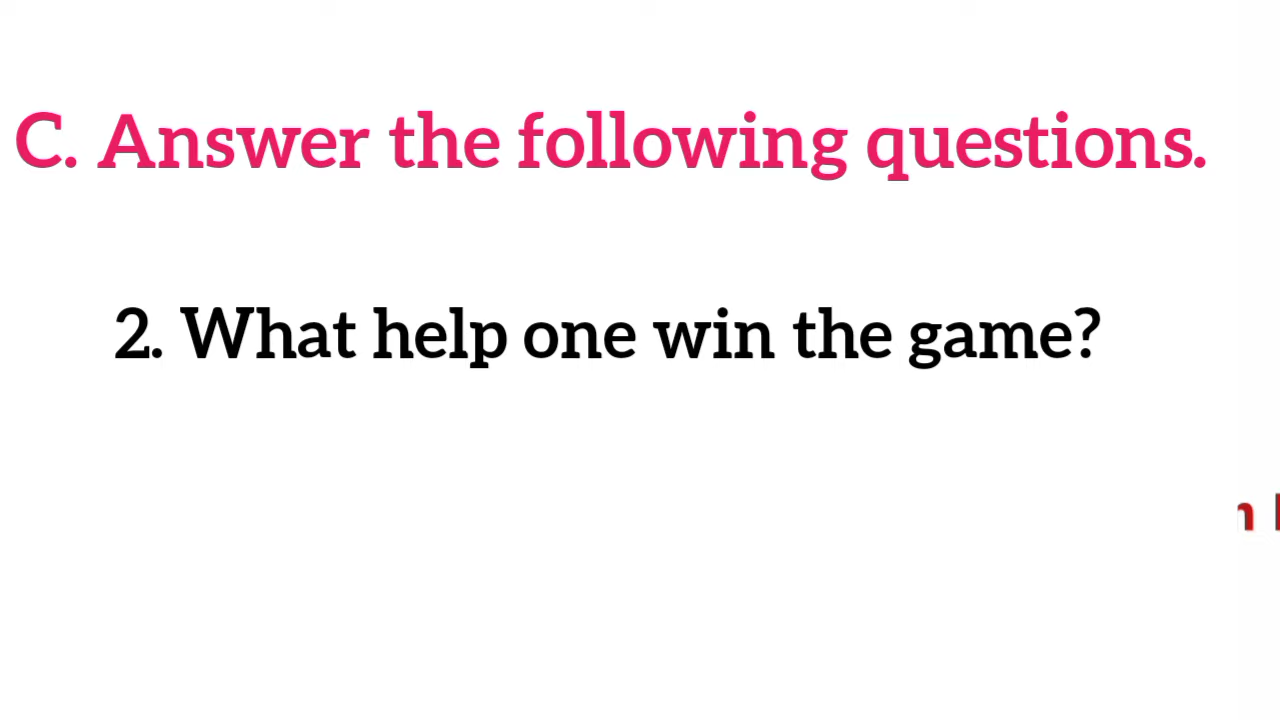 C. Answer the following questions.
2. What help one win the game?